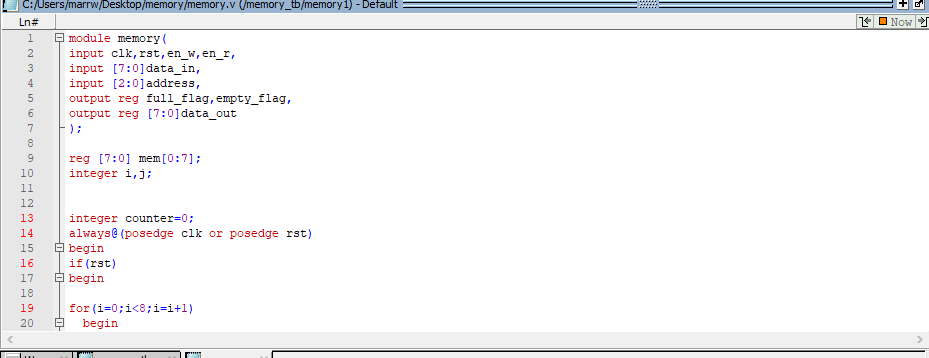 C:/Users/marrw/Desktop/memory/memory.v (/memory_tb/memory1) - Default
Ln#
Now
1 module memory(
2 input clk,rst,en_w,en_r,
3 input [7:0]data_in,
4 input [2:0]address,
5 output reg full_flag,empty_flag,
6 output reg [7:0]data_out
7 );
8
9 reg [7:0] mem[0:7];
10 integer i,j;
11
12
13 integer counter=0;
14 always@(posedge clk or posedge rst)
15 begin
16 if(rst)
17 begin
18
19 for(i=0;i<8;i=i+1)
20 begin